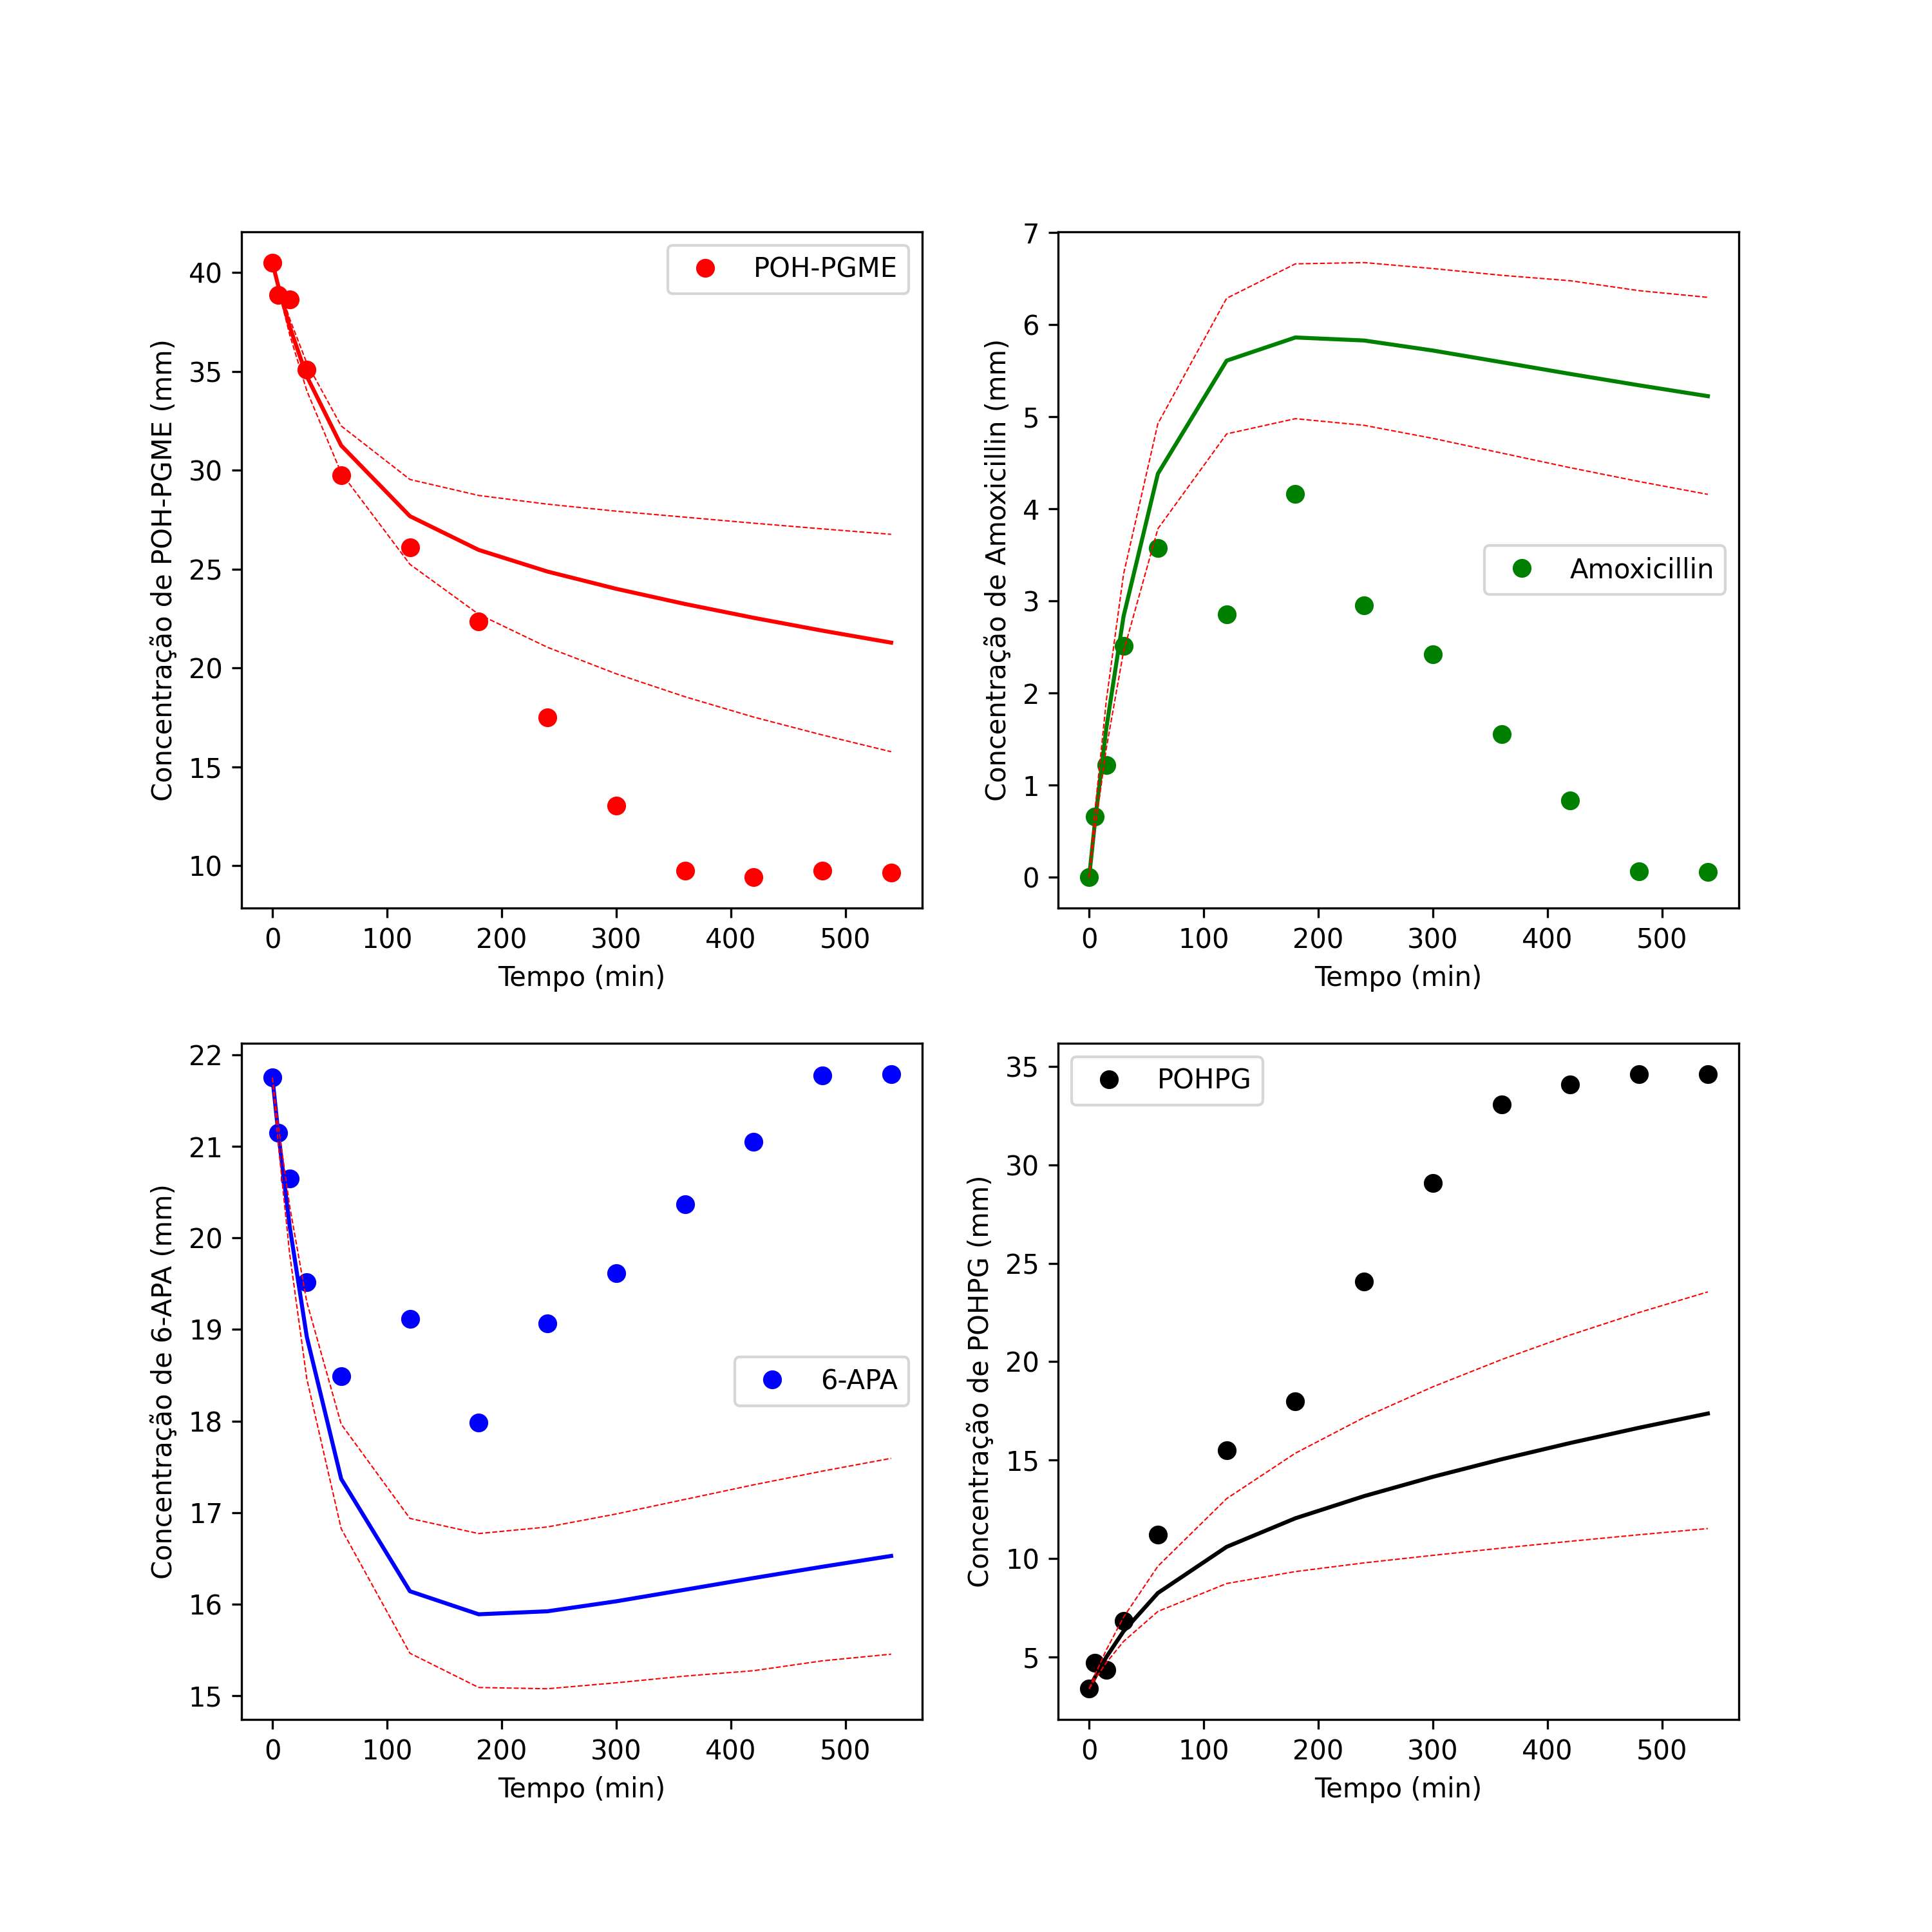 POH-PGME
Concentração de POH-PGME (mm)
40
35
30
25
20
15
10
0 100 200 300 400 500
Tempo (min)
Amoxicillin
Concentração de Amoxicillin (mm)
7
6
5
4
3
2
1
0
0 100 200 300 400 500
Tempo (min)
6-APA
Concentração de 6-APA (mm)
22
21
20
19
18
17
16
15
0 100 200 300 400 500
Tempo (min)
POHPG
Concentração de POHPG (mm)
35
30
25
20
15
10
5
0 100 200 300 400 500
Tempo (min)